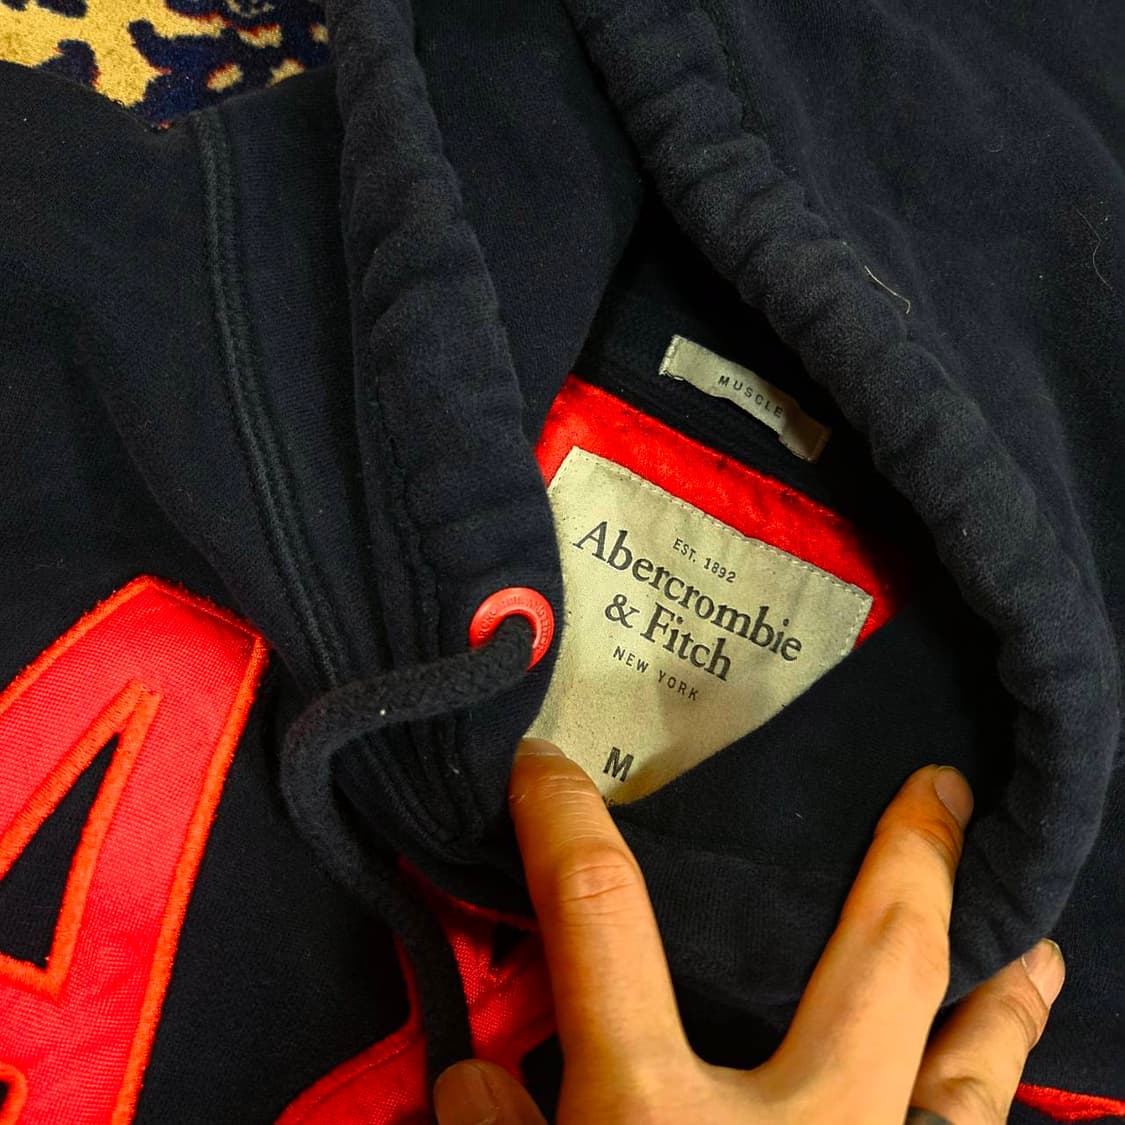 MUSCLE
EST. 1892
Abercrombie
& Fitch
NEW YORK
M
A